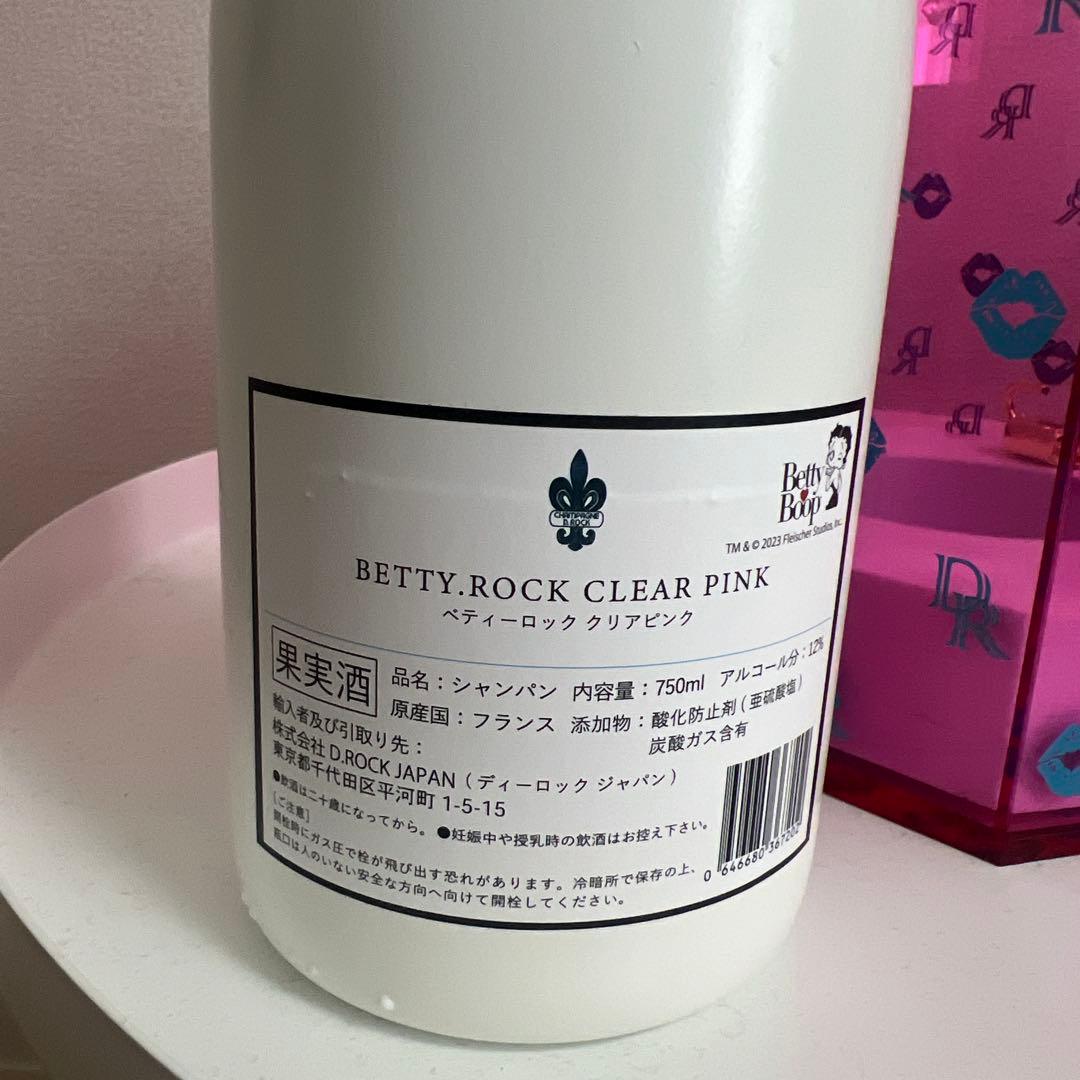 CHAMPAGNE
D.ROCK
Betty
Boop
TM & © 2023 Fleischer Studios, Inc.
BETTY.ROCK CLEAR PINK
ベティーロック クリアピンク
果実酒
品名：シャンパン 内容量：750ml アルコール分：12%
原産国：フランス 添加物：酸化防止剤(亜硫酸塩)
炭酸ガス含有
輸入者及び引取り先：
株式会社 D.ROCK JAPAN（ディーロック ジャパン）
東京都千代田区平河町 1-5-15
●飲酒は二十歳になってから。 ●妊娠中や授乳時の飲酒はお控え下さい。
[ご注意]
開栓時にガス圧で栓が飛び出す恐れがあります。冷暗所で保存の上、
瓶口は人のいない安全な方向へ向けて開栓してください。
0 646680 367202
DR
DR
DR
DR
DR